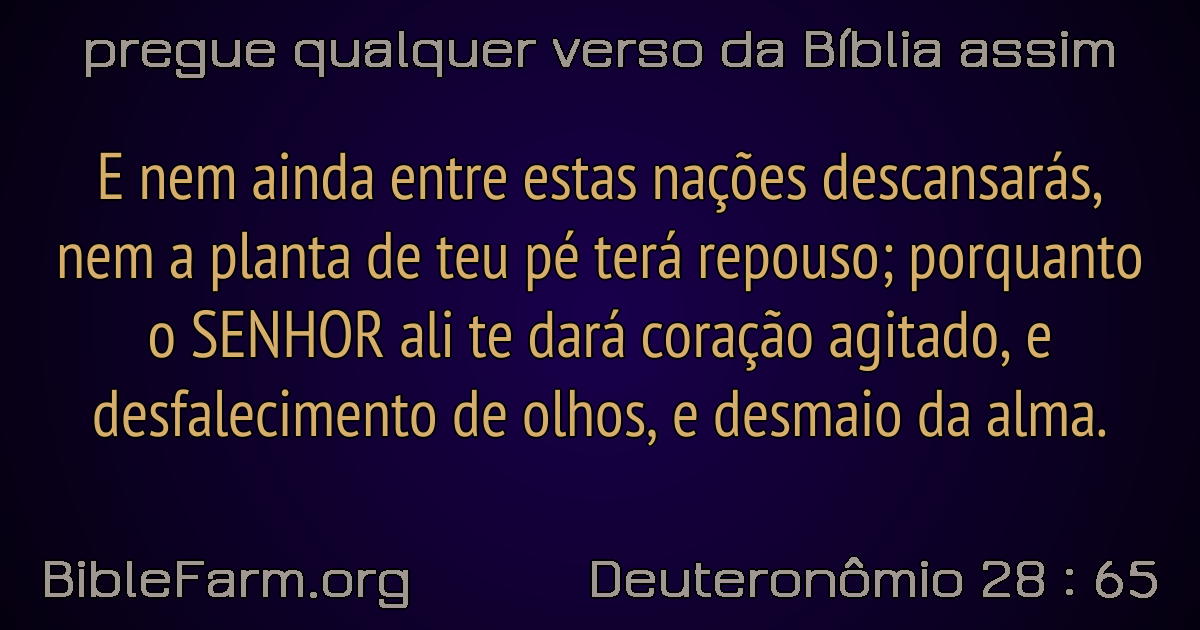 pregue qualquer verso da Bíblia assim
E nem ainda entre estas nações descansarás,
nem a planta de teu pé terá repouso; porquanto
o SENHOR ali te dará coração agitado, e
desfalecimento de olhos, e desmaio da alma.
BibleFarm.org
Deuteronômio 28 : 65